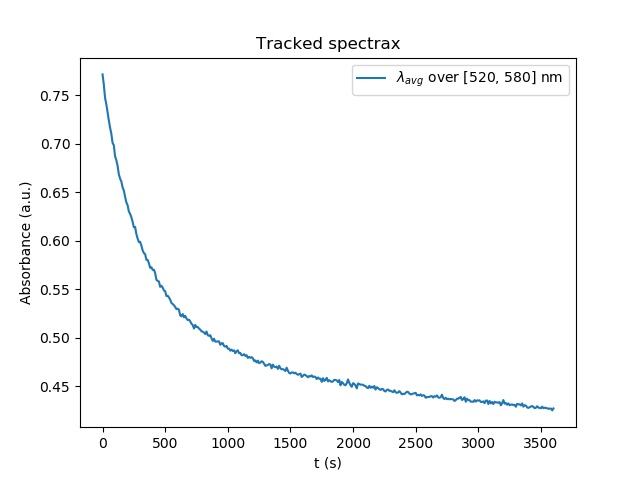 Tracked spectrax
λavg over [520, 580] nm
Absorbance (a.u.)
0.75
0.70
0.65
0.60
0.55
0.50
0.45
0 500 1000 1500 2000 2500 3000 3500
t (s)